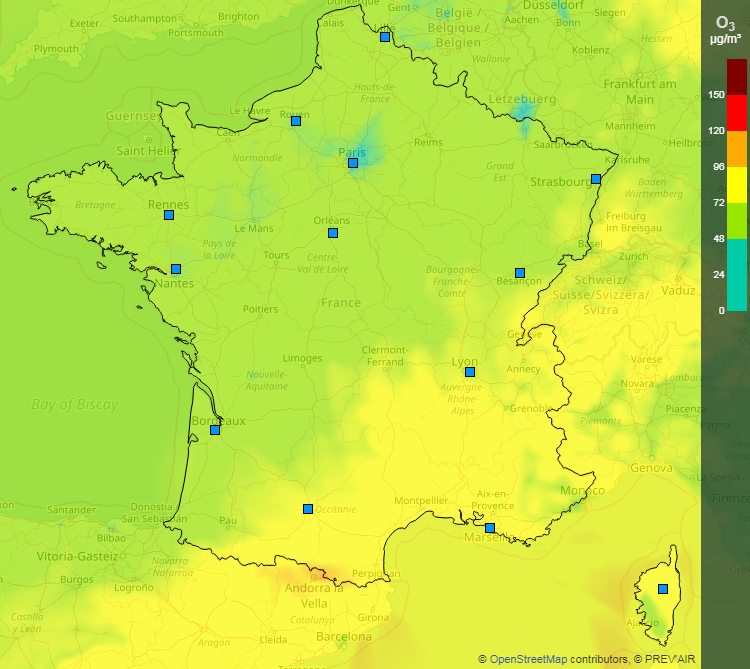 Dunkerque
Gent
Düsseldorf
Exeter
Southampton
Brighton
België /
Belgique /
Belgien
Aachen
Siegen
Bonn
Calais
Lille
Portsmouth
Plymouth
Koblenz
Hessen
Wallonie
Frankfurt am
Main
Hauts-de-
France
Lëtzebuerg
Guernsey
Le Havre
Rouen
Mannheim
Caen
Saint Helier
Normandie
Paris
Reims
Saarbrücken
Heilbronn
Karlsruhe
Grand
Est
Strasbourg
Baden-
Württemberg
Bretagne
Rennes
Orléans
Freiburg
im Breisgau
Le Mans
Pays de
la Loire
Tours
Centre-
Val de Loire
Basel
Zürich
Nantes
Bourgogne-
Franche-
Comté
Besançon
Schweiz/
Suisse/Svizzera/
Svizra
Vaduz
Poitiers
France
Genève
Limoges
Clermont-
Ferrand
Lyon
Annecy
Varese
Nouvelle-
Aquitaine
Auvergne-
Rhône-
Alpes
Novara
Lombardia
Bay of Biscay
Grenoble
Piacenza
Bordeaux
Piemonte
Parma
Genova
La Spezia
Monaco
Firenze
Donostia
San Sebastián
Santander
Bilbao
Pau
Occitanie
Montpellier
Aix-en-
Provence
Marseille
Vitoria-Gasteiz
Navarra
Nafarroa
Burgos
Logroño
Perpignan
Andorra la
Vella
Castilla
y León
Catalunya
Girona
Aragón
Lleida
Barcelona
Ajaccio
Terres de
O3
µg/m³
150
120
96
72
48
24
0
© OpenStreetMap contributors, © PREV'AIR